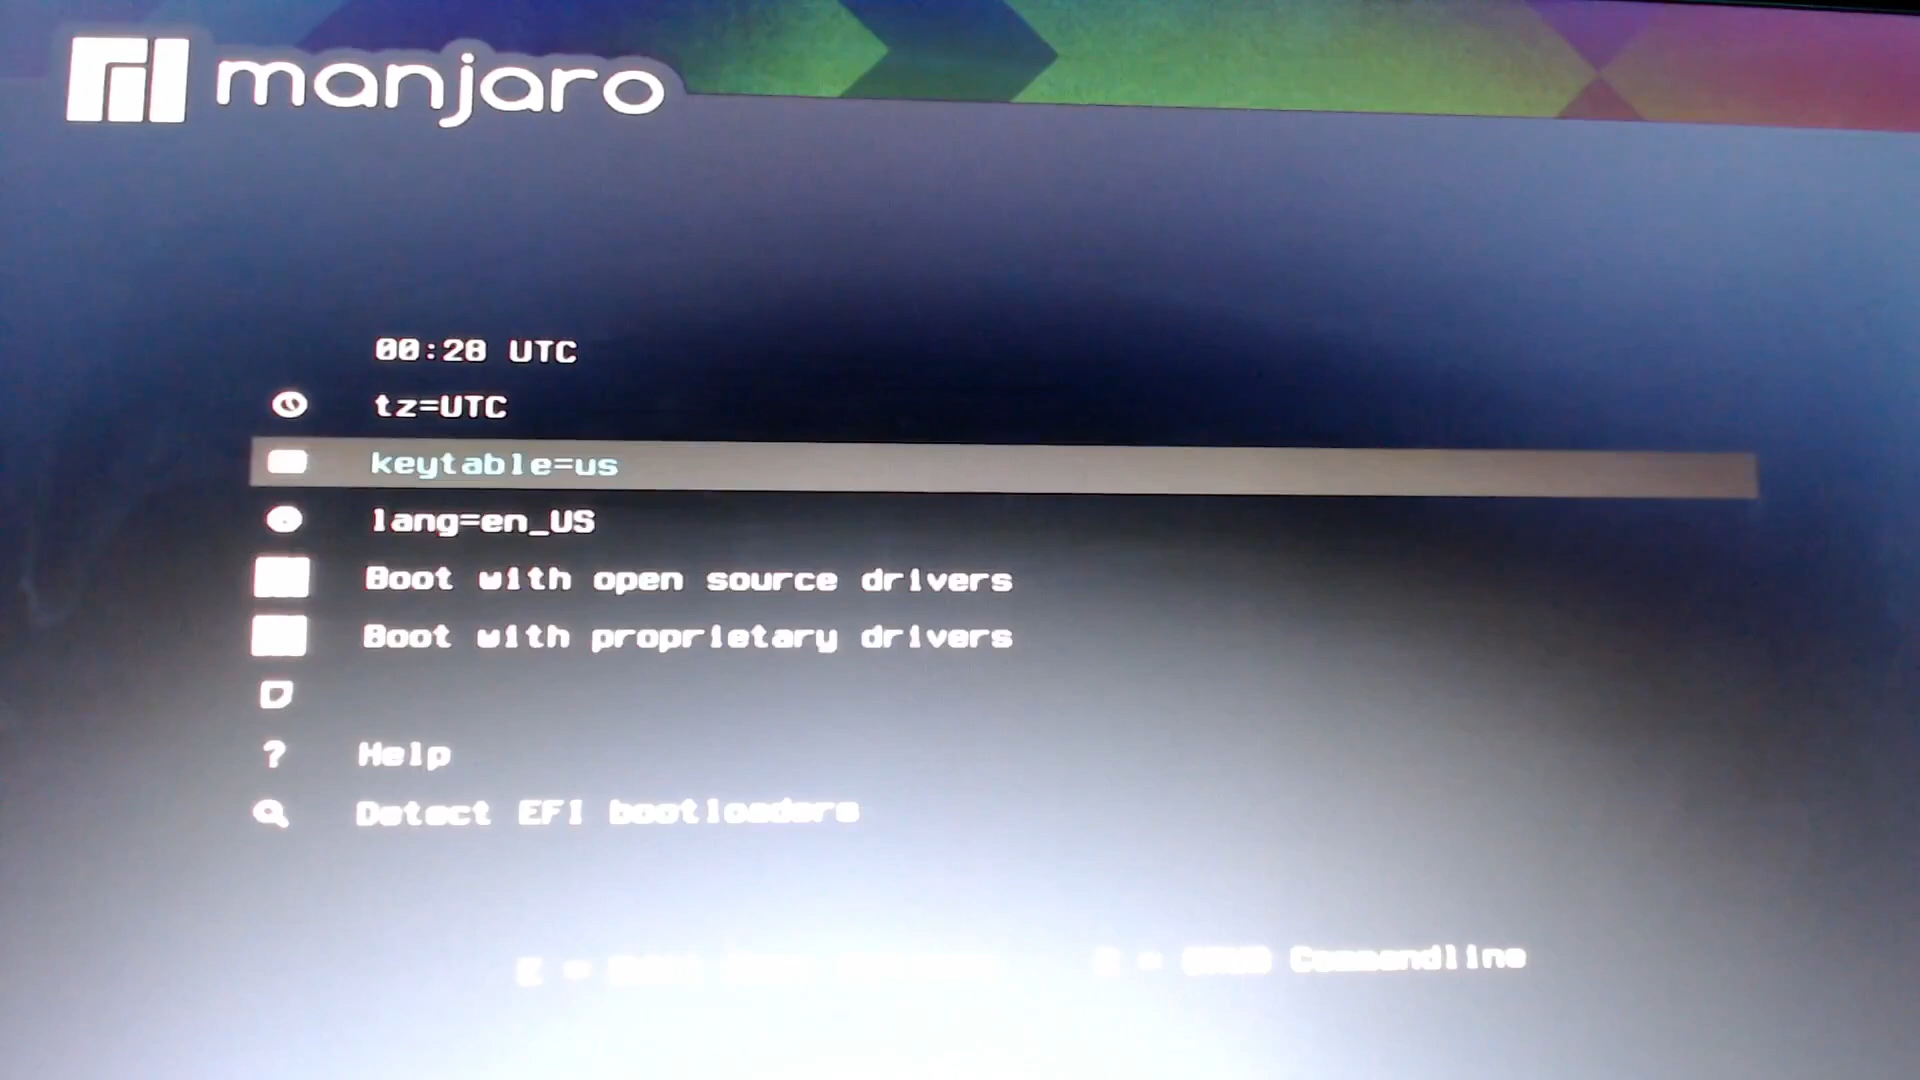 manjaro
00:28 UTC
tz=UTC
keytable=us
lang=en_US
Boot with open source drivers
Boot with proprietary drivers
? Help
Detect EFI bootloaders
Commandline